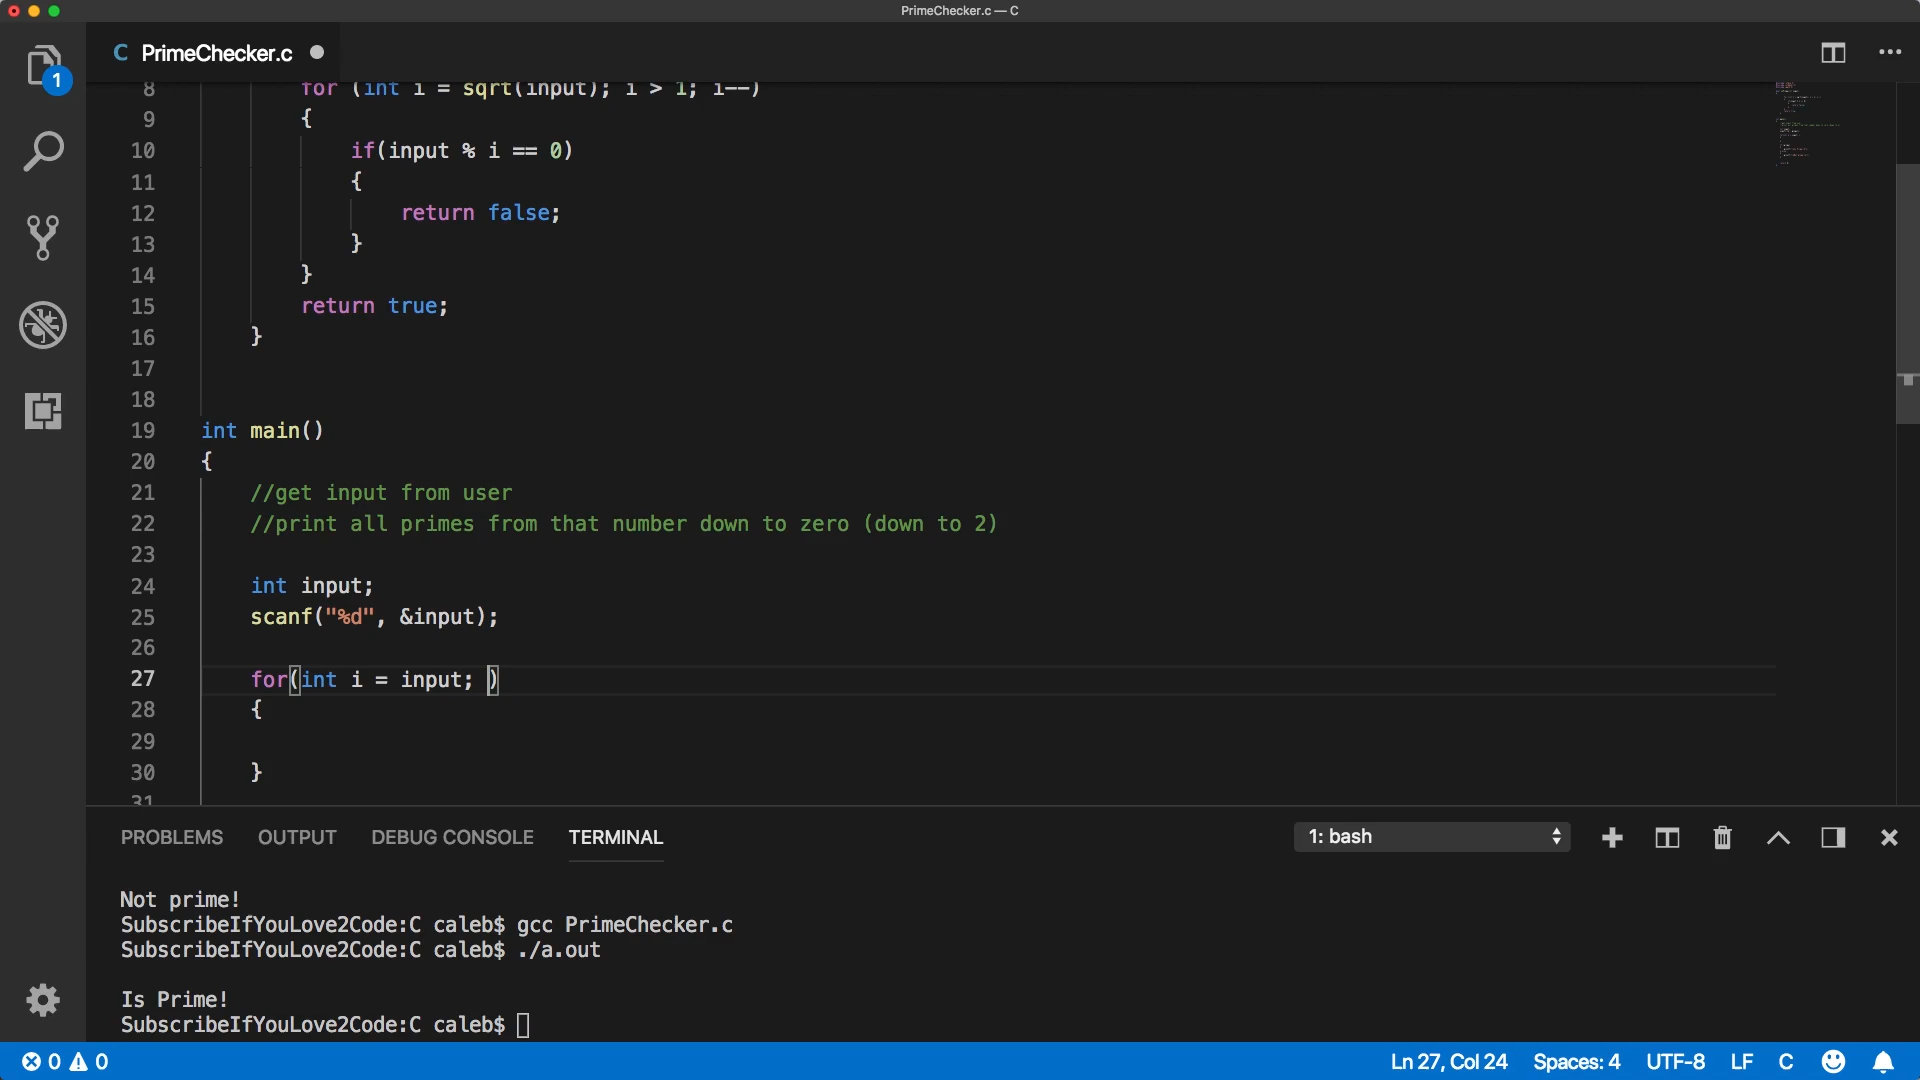 PrimeChecker.c — C
C PrimeChecker.c
1
8 for (int i = sqrt(input); i > 1; i--)
9 {
10 if(input % i == 0)
11 {
12 return false;
13 }
14 }
15 return true;
16 }
17
18
19 int main()
20 {
21 //get input from user
22 //print all primes from that number down to zero (down to 2)
23
24 int input;
25 scanf("%d", &input);
26
27 for(int i = input; )
28 {
29
30 }
31
PROBLEMS OUTPUT DEBUG CONSOLE TERMINAL 1: bash
Not prime!
SubscribeIfYouLove2Code:C caleb$ gcc PrimeChecker.c
SubscribeIfYouLove2Code:C caleb$ ./a.out
Is Prime!
SubscribeIfYouLove2Code:C caleb$
0 0 Ln 27, Col 24 Spaces: 4 UTF-8 LF C